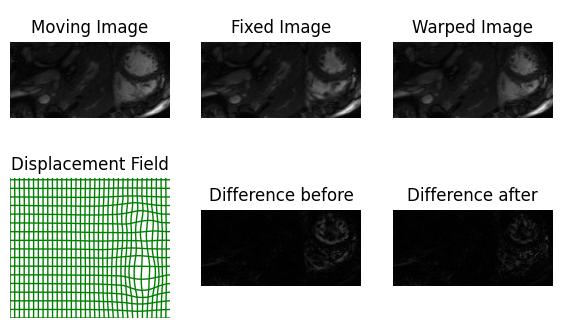 Moving Image
Fixed Image
Warped Image
Displacement Field
Difference before
Difference after